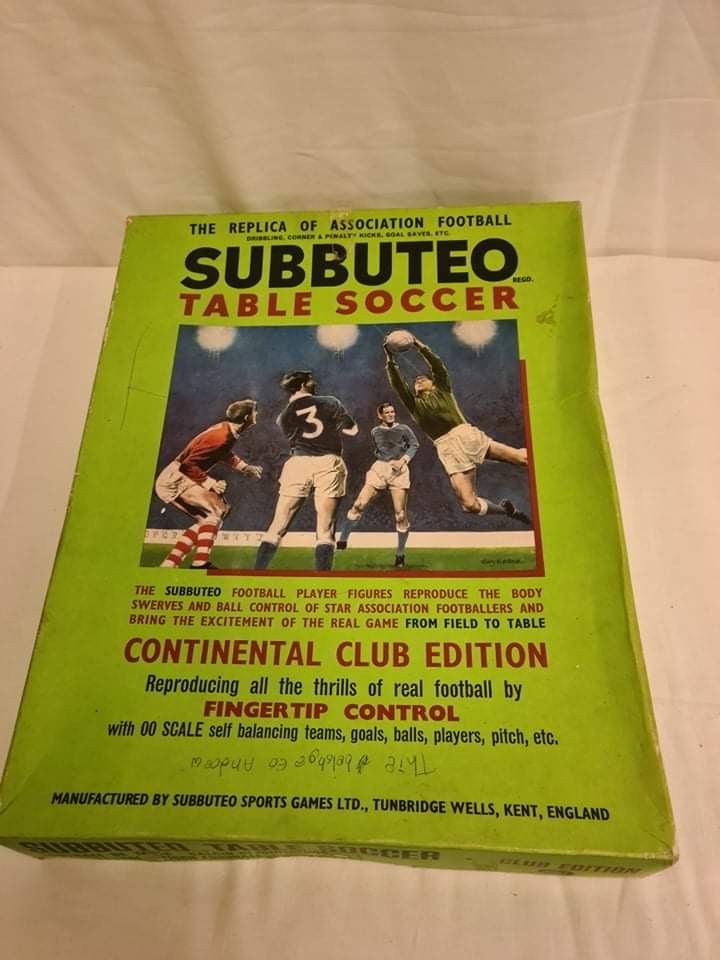 THE REPLICA OF ASSOCIATION FOOTBALL
DRIBBLING, CORNER & PENALTY KICKS, GOAL SAVES, ETC.
SUBBUTEO
REGD.
TABLE SOCCER
3
THE SUBBUTEO FOOTBALL PLAYER FIGURES REPRODUCE THE BODY
SWERVES AND BALL CONTROL OF STAR ASSOCIATION FOOTBALLERS AND
BRING THE EXCITEMENT OF THE REAL GAME FROM FIELD TO TABLE
CONTINENTAL CLUB EDITION
Reproducing all the thrills of real football by
FINGERTIP CONTROL
with 00 SCALE self balancing teams, goals, balls, players, pitch, etc.
to Andrew
MANUFACTURED BY SUBBUTEO SPORTS GAMES LTD., TUNBRIDGE WELLS, KENT, ENGLAND
SUBBUTEO TABLE SOCCER CLUB EDITION